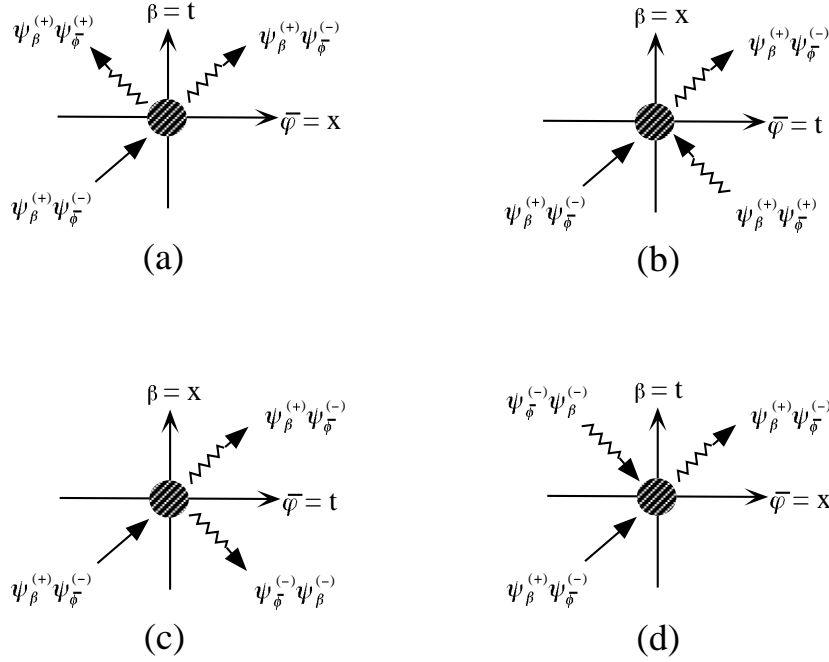 β = t
ψ_β^(+) ψ_φ̄^(+)
ψ_β^(+) ψ_φ̄^(-)
φ̄ = x
ψ_β^(+) ψ_φ̄^(-)
(a)
β = x
ψ_β^(+) ψ_φ̄^(-)
φ̄ = t
ψ_β^(+) ψ_φ̄^(-)
ψ_β^(+) ψ_φ̄^(+)
(b)
β = x
ψ_β^(+) ψ_φ̄^(-)
φ̄ = t
ψ_β^(+) ψ_φ̄^(-)
ψ_φ̄^(-) ψ_β^(-)
(c)
β = t
ψ_φ̄^(-) ψ_β^(-)
ψ_β^(+) ψ_φ̄^(-)
φ̄ = x
ψ_β^(+) ψ_φ̄^(-)
(d)